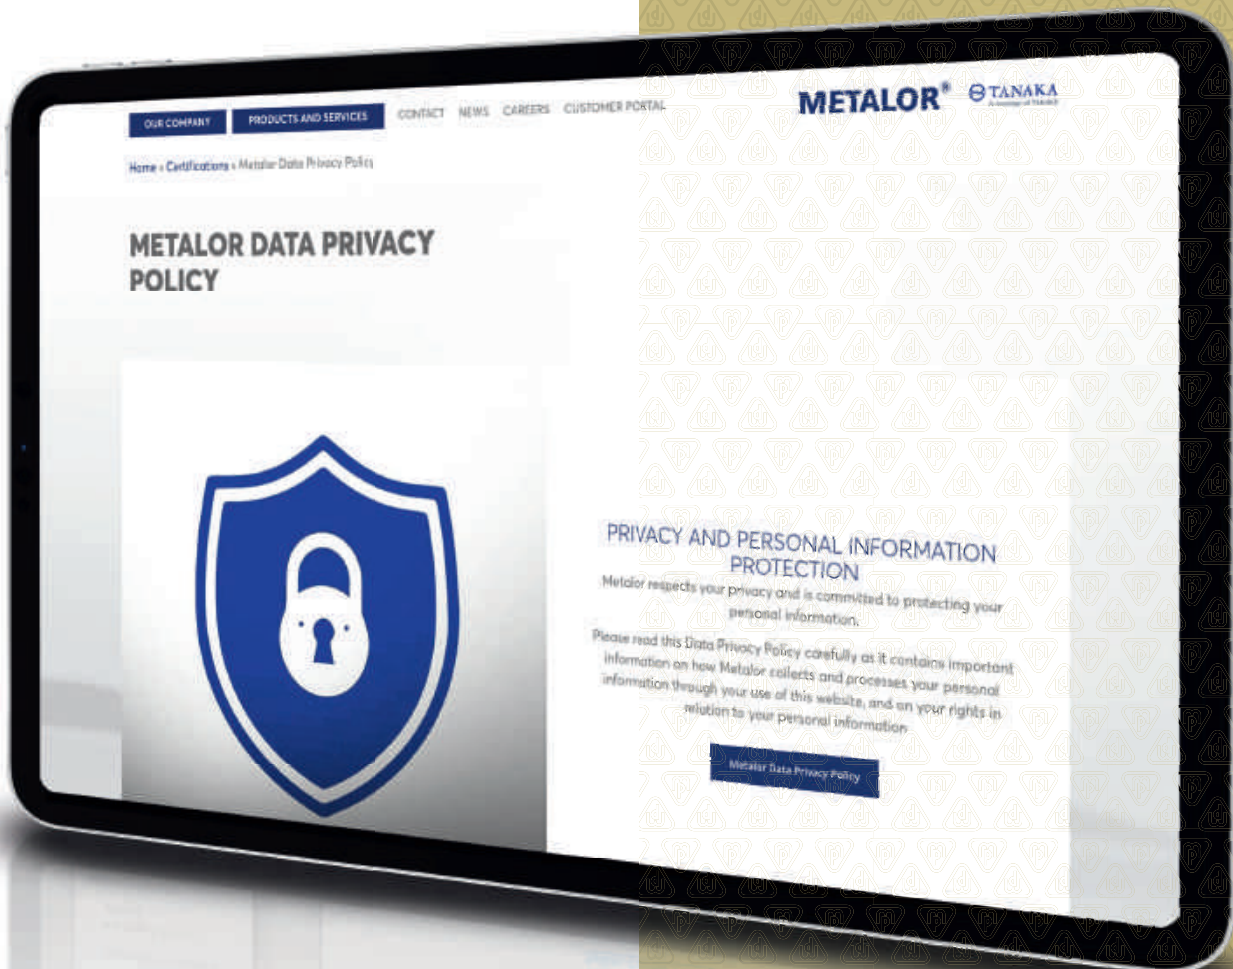 OUR COMPANY PRODUCTS AND SERVICES CONTACT NEWS CAREERS CUSTOMER PORTAL METALOR® TANAKA
Home » Certifications » Metalor Data Privacy Policy
METALOR DATA PRIVACY
POLICY
PRIVACY AND PERSONAL INFORMATION
PROTECTION
Metalor respects your privacy and is committed to protecting your
personal information.
Please read this Data Privacy Policy carefully as it contains important
information on how Metalor collects and processes your personal
information through your use of this website, and on your rights in
relation to your personal information
Metalor Data Privacy Policy